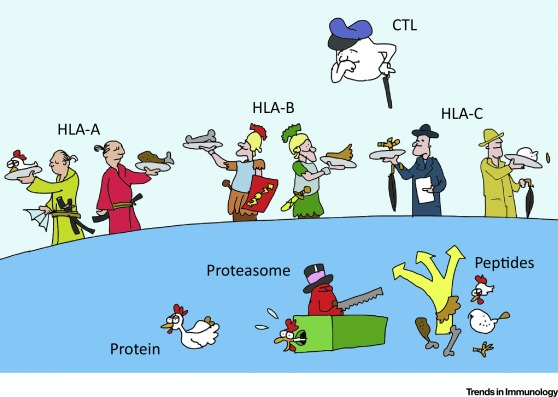 CTL
HLA-B
HLA-C
HLA-A
Peptides
Proteasome
Protein
Trends in Immunology